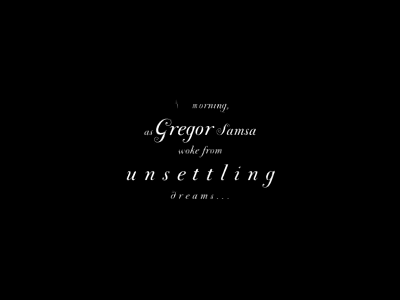 morning,
as Gregor Samsa
woke from
unsettling
dreams...